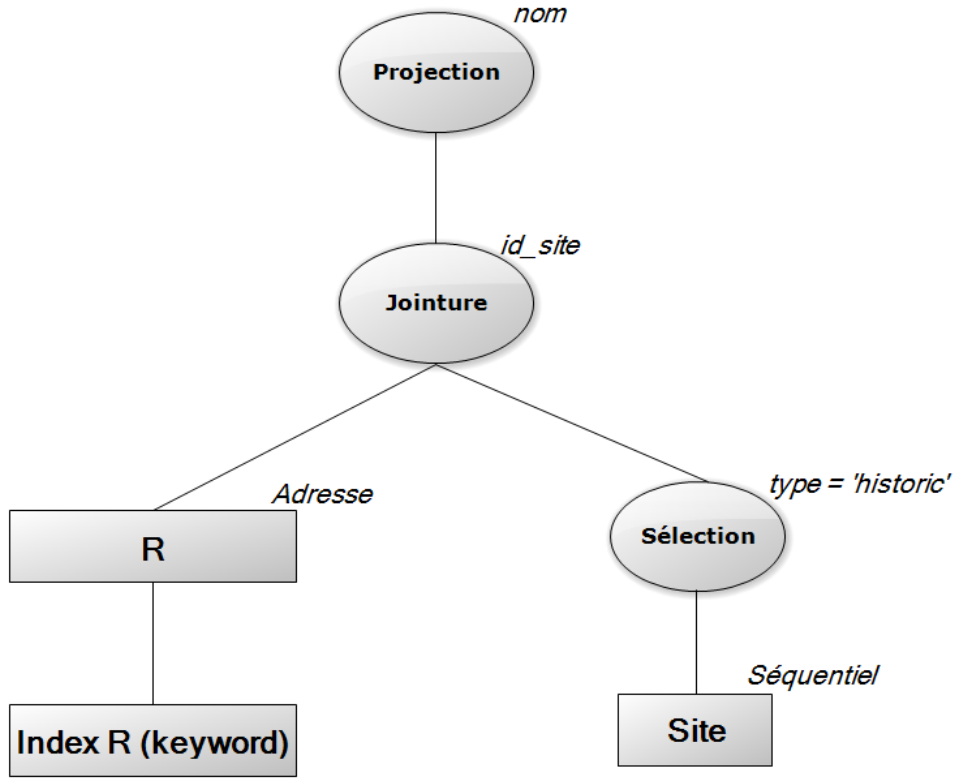 nom
Projection
id_site
Jointure
Adresse
R
type = 'historic'
Sélection
Index R (keyword)
Séquentiel
Site